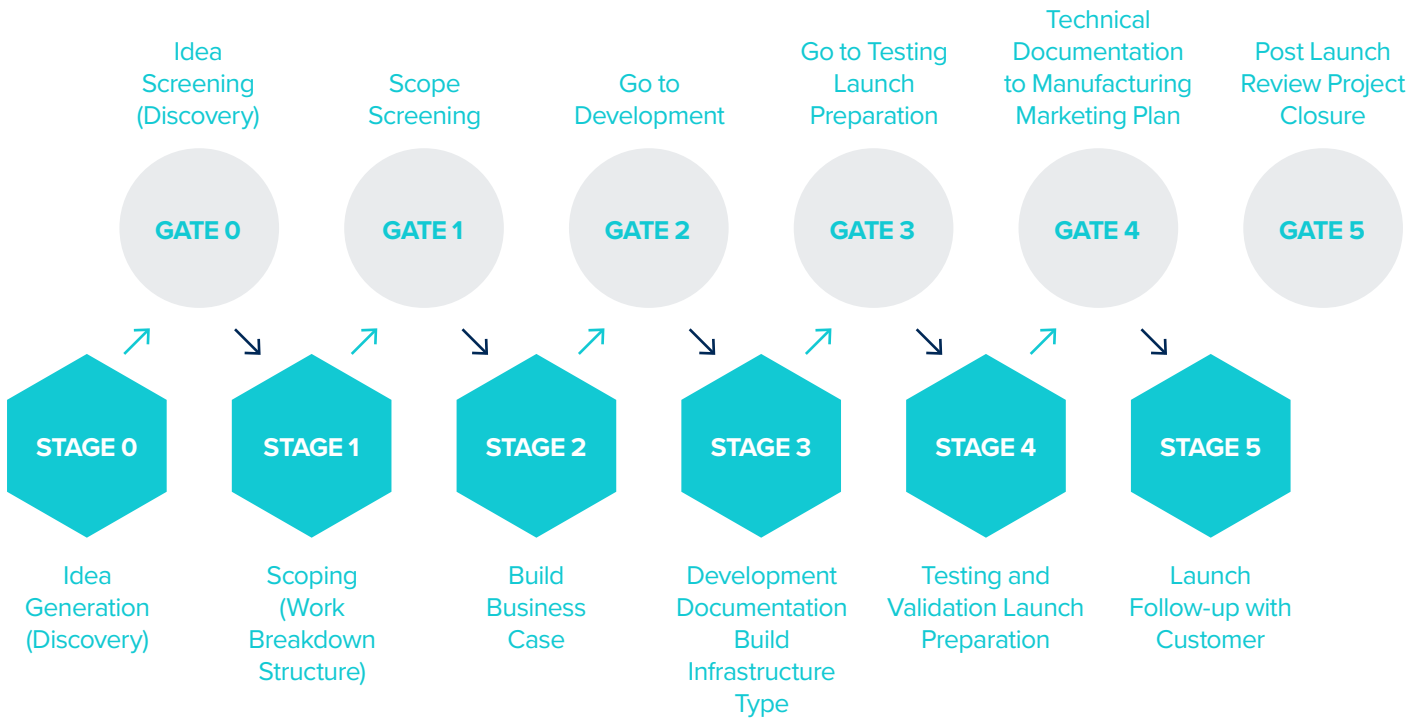 Idea
Screening
(Discovery)
Scope
Screening
Go to
Development
Go to Testing
Launch
Preparation
Technical
Documentation
to Manufacturing
Marketing Plan
Post Launch
Review Project
Closure
GATE 0
GATE 1
GATE 2
GATE 3
GATE 4
GATE 5
STAGE 0
STAGE 1
STAGE 2
STAGE 3
STAGE 4
STAGE 5
Idea
Generation
(Discovery)
Scoping
(Work
Breakdown
Structure)
Build
Business
Case
Development
Documentation
Build
Infrastructure
Type
Testing and
Validation Launch
Preparation
Launch
Follow-up with
Customer